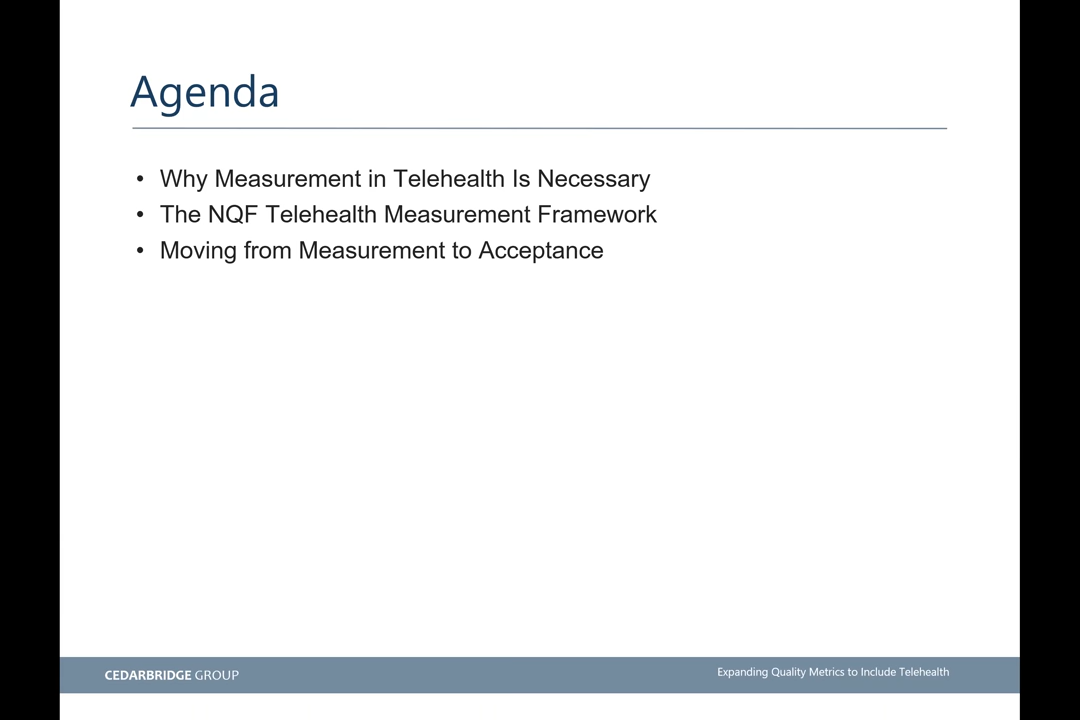 Agenda
• Why Measurement in Telehealth Is Necessary
• The NQF Telehealth Measurement Framework
• Moving from Measurement to Acceptance
CEDARBRIDGE GROUP
Expanding Quality Metrics to Include Telehealth